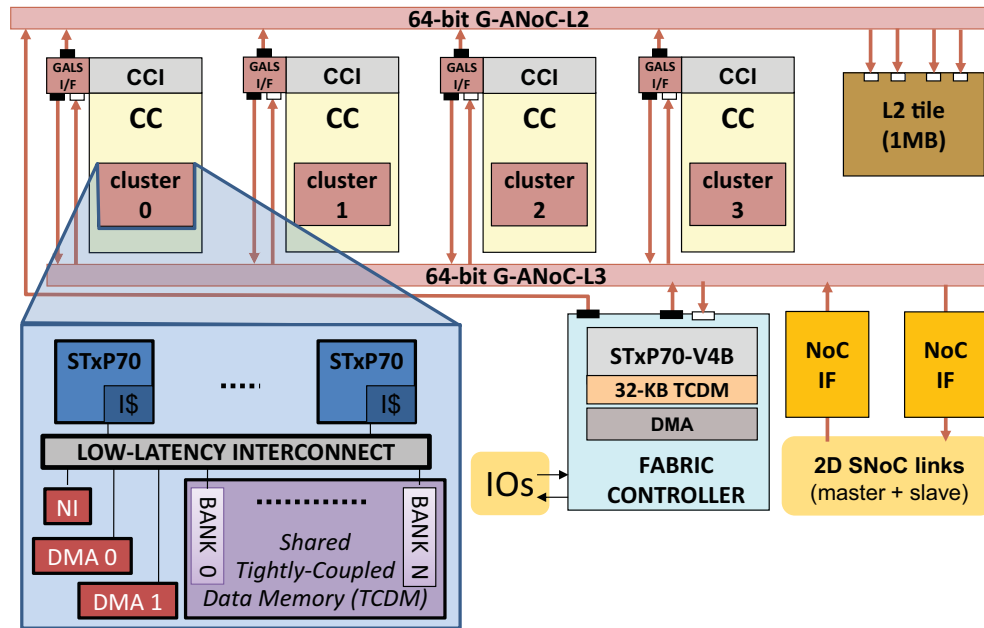 64-bit G-ANoC-L2
GALS
I/F
CCI
CC
cluster
0
GALS
I/F
CCI
CC
cluster
1
GALS
I/F
CCI
CC
cluster
2
GALS
I/F
CCI
CC
cluster
3
L2 tile
(1MB)
64-bit G-ANoC-L3
STxP70
I$
.....
STxP70
I$
LOW-LATENCY INTERCONNECT
NI
DMA 0
DMA 1
BANK 0
BANK N
Shared
Tightly-Coupled
Data Memory (TCDM)
STxP70-V4B
32-KB TCDM
DMA
FABRIC
CONTROLLER
IOs
NoC
IF
NoC
IF
2D SNoC links
(master + slave)